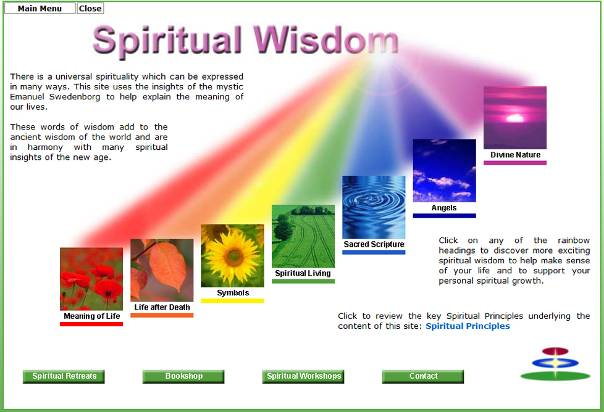 Main Menu Close
Spiritual Wisdom
There is a universal spirituality which can be expressed
in many ways. This site uses the insights of the mystic
Emanuel Swedenborg to help explain the meaning of
our lives.
These words of wisdom add to the
ancient wisdom of the world and are
in harmony with many spiritual
insights of the new age.
Divine Nature
Angels
Sacred Scripture
Spiritual Living
Symbols
Life after Death
Meaning of Life
Click on any of the rainbow
headings to discover more exciting
spiritual wisdom to help make sense
of your life and to support your
personal spiritual growth.
Click to review the key Spiritual Principles underlying the
content of this site: Spiritual Principles
Spiritual Retreats
Bookshop
Spiritual Workshops
Contact